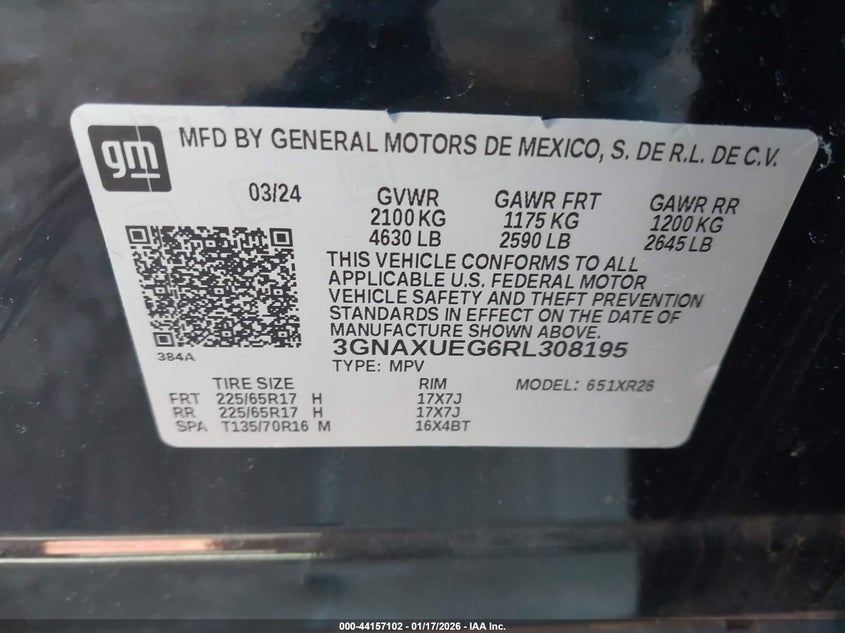 gm
MFD BY GENERAL MOTORS DE MEXICO, S. DE R.L. DE C.V.
03/24 GVWR GAWR FRT GAWR RR
2100 KG 1175 KG 1200 KG
4630 LB 2590 LB 2645 LB
THIS VEHICLE CONFORMS TO ALL
APPLICABLE U.S. FEDERAL MOTOR
VEHICLE SAFETY AND THEFT PREVENTION
STANDARDS IN EFFECT ON THE DATE OF
MANUFACTURE SHOWN ABOVE.
384A
3GNAXUEG6RL308195
TYPE: MPV
TIRE SIZE RIM MODEL: 651XR26
FRT 225/65R17 H 17X7J
RR 225/65R17 H 17X7J
SPA T135/70R16 M 16X4BT
000-44157102 — 01/17/2026 — IAA Inc.